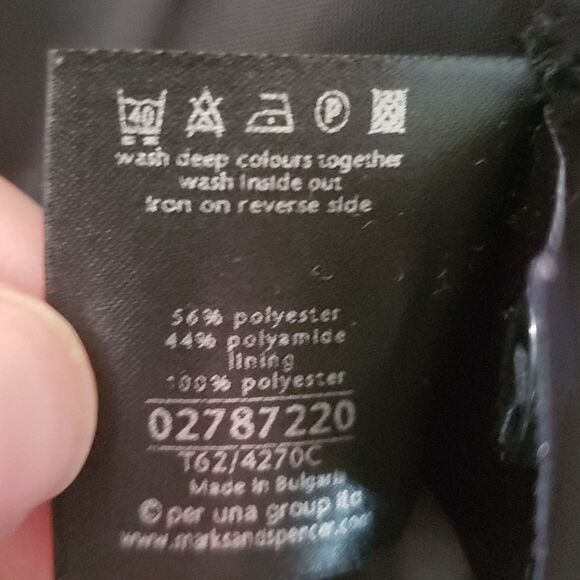 40 P
wash deep colours together
wash inside out
iron on reverse side
56% polyester
44% polyamide
lining
100% polyester
02787220
T62/4270C
Made in Bulgaria
© per una group ltd
www.marksandspencer.com